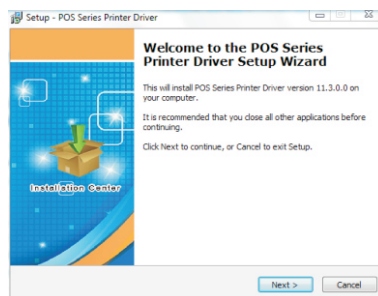 Setup - POS Series Printer Driver
Welcome to the POS Series
Printer Driver Setup Wizard
This will install POS Series Printer Driver version 11.3.0.0 on
your computer.
It is recommended that you close all other applications before
continuing.
Click Next to continue, or Cancel to exit Setup.
Installation Center
Next >
Cancel